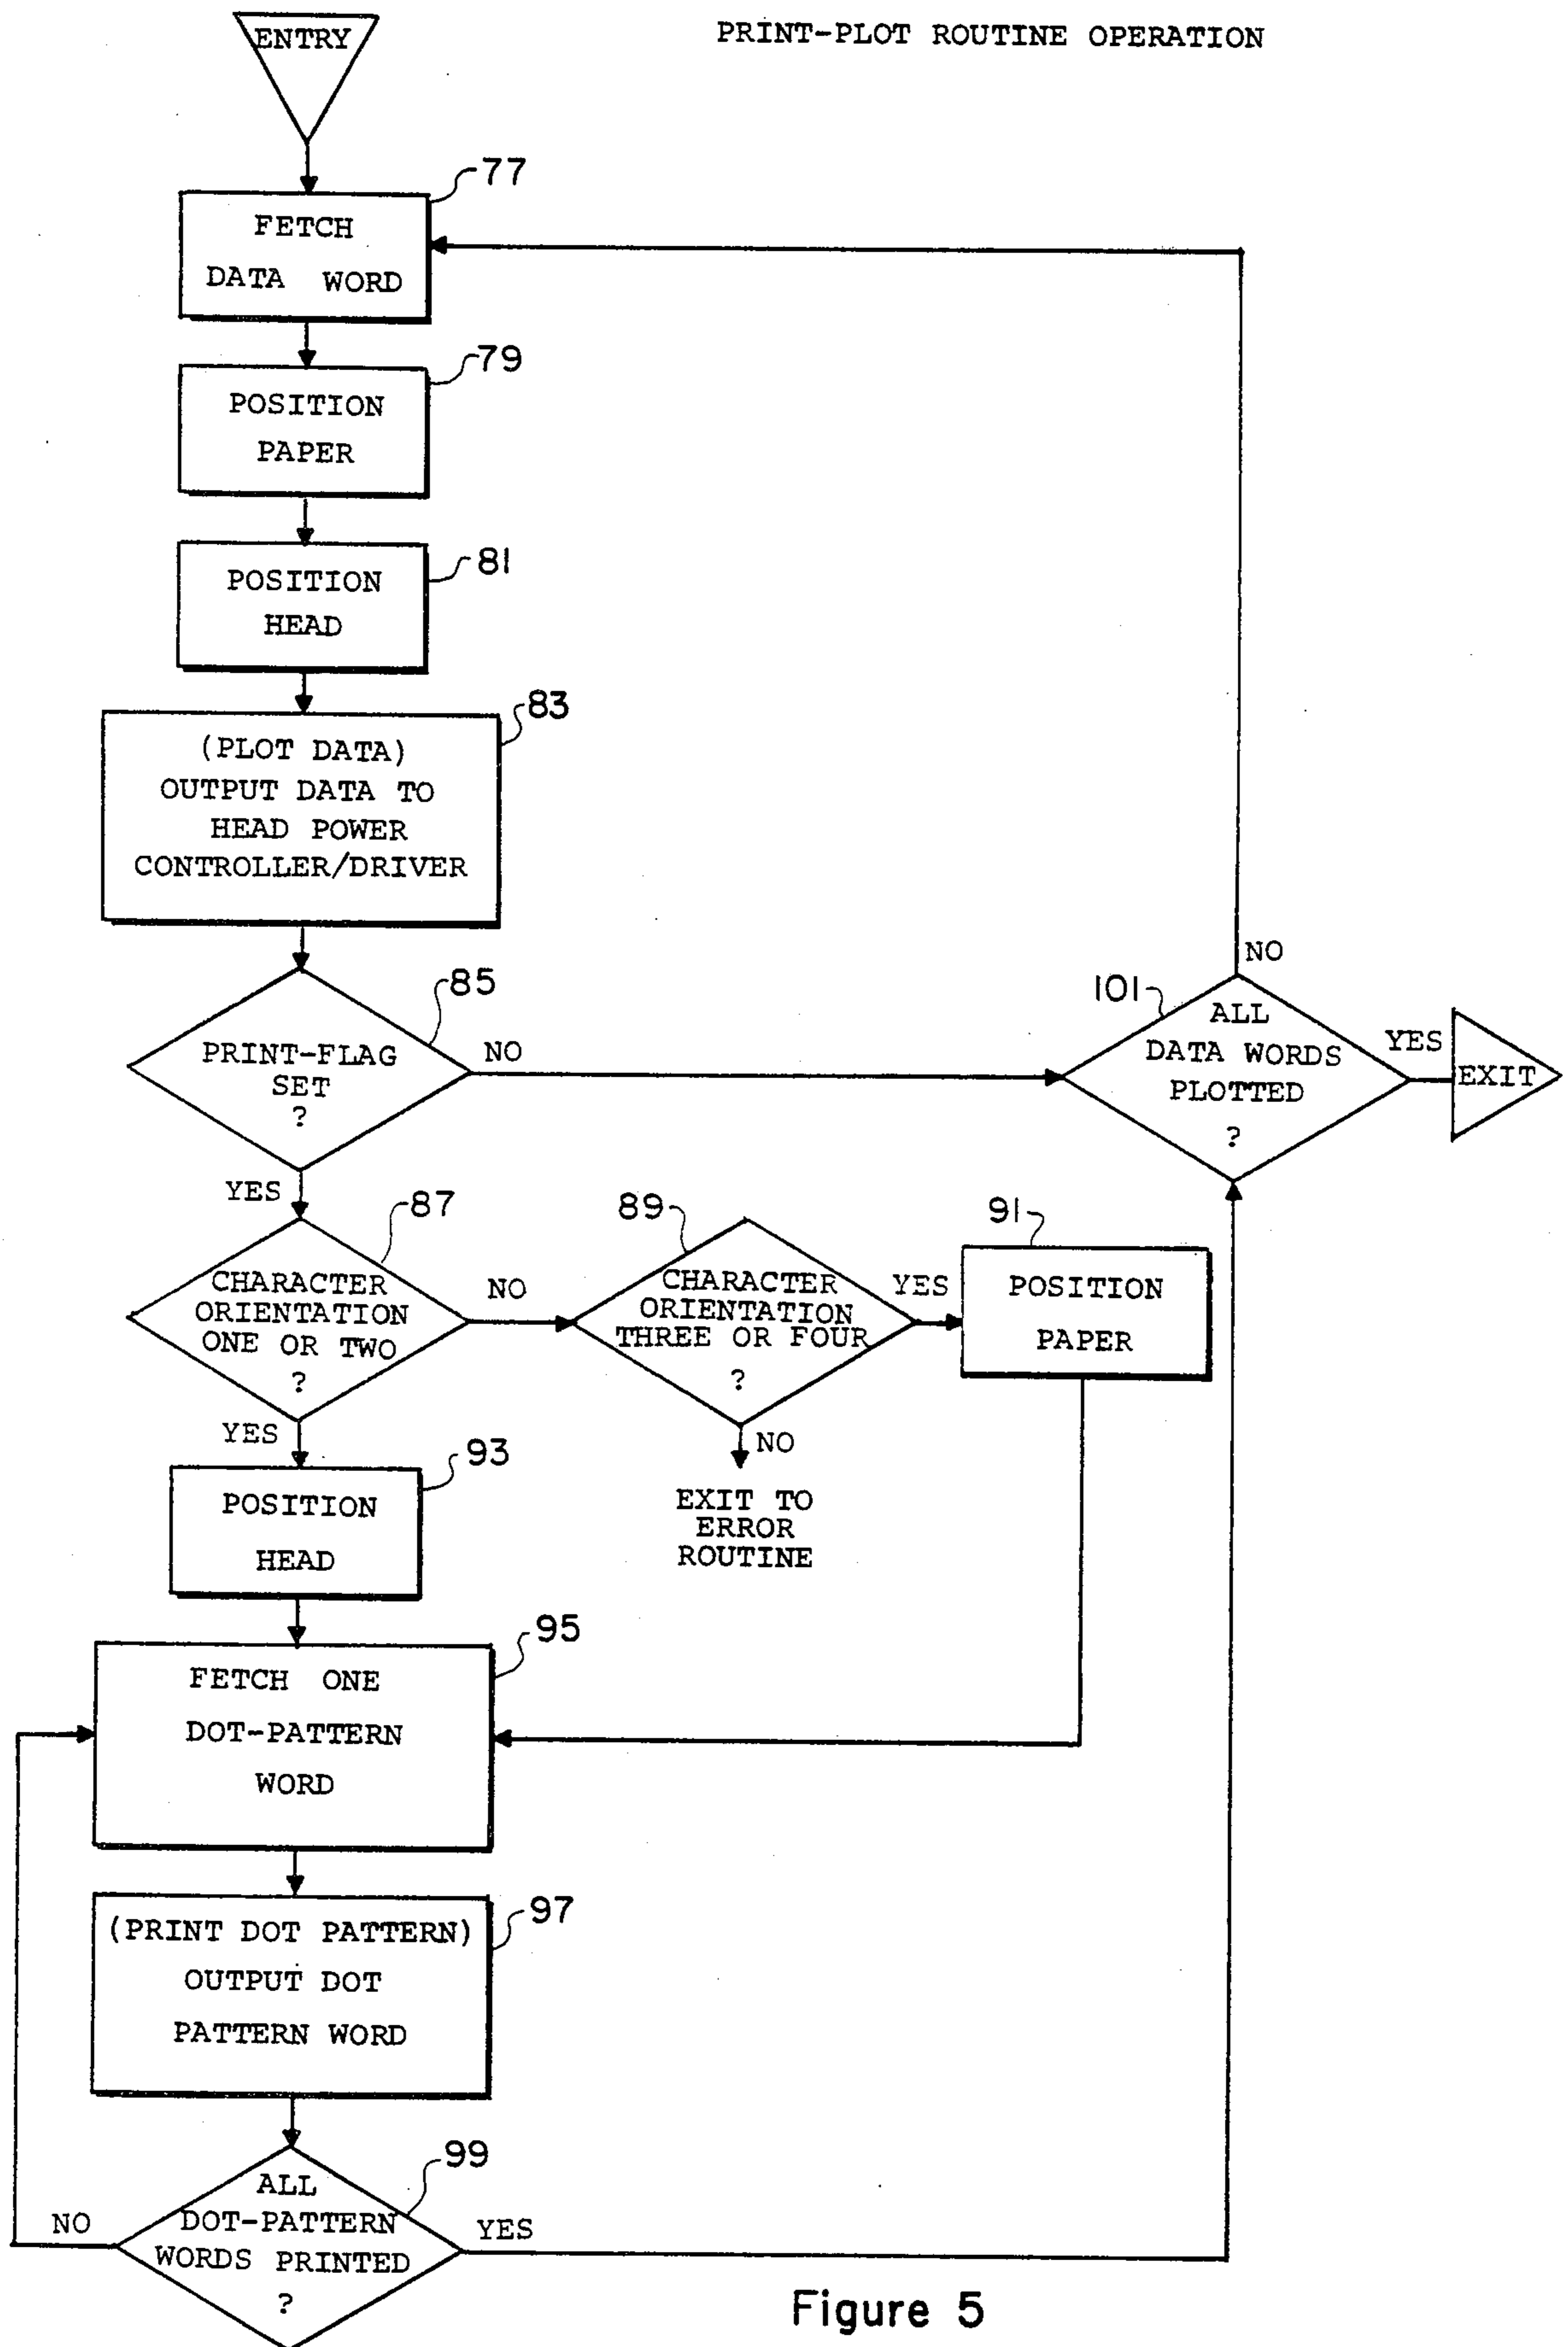 PRINT-PLOT ROUTINE OPERATION
ENTRY
77
FETCH
DATA WORD
79
POSITION
PAPER
81
POSITION
HEAD
83
(PLOT DATA)
OUTPUT DATA TO
HEAD POWER
CONTROLLER/DRIVER
85
PRINT-FLAG
SET
?
NO
YES
101
ALL
DATA WORDS
PLOTTED
?
NO
YES
EXIT
87
CHARACTER
ORIENTATION
ONE OR TWO
?
NO
YES
89
CHARACTER
ORIENTATION
THREE OR FOUR
?
YES
NO
EXIT TO
ERROR
ROUTINE
91
POSITION
PAPER
93
POSITION
HEAD
95
FETCH ONE
DOT-PATTERN
WORD
97
(PRINT DOT PATTERN)
OUTPUT DOT
PATTERN WORD
99
ALL
DOT-PATTERN
WORDS PRINTED
?
NO
YES
Figure 5